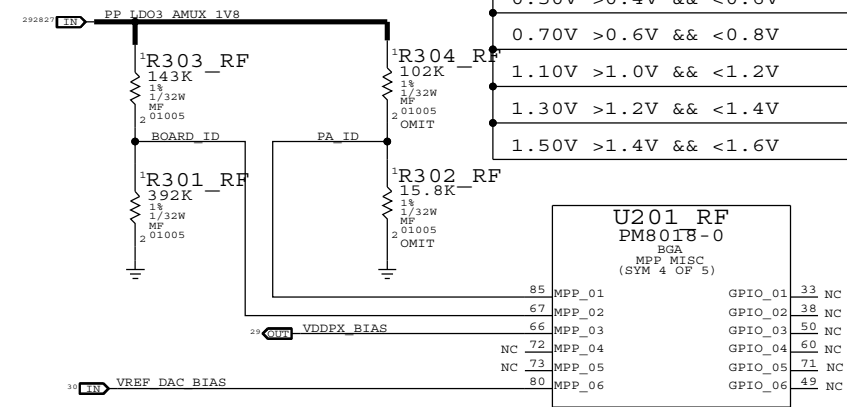 PP_LDO3_AMUX_1V8
292827 IN
1 R303_RF
143K
1%
1/32W
MF
2 01005
1 R304_RF
102K
1%
1/32W
MF
2 01005
OMIT
BOARD_ID
PA_ID
1 R301_RF
392K
1%
1/32W
MF
2 01005
1 R302_RF
15.8K
1%
1/32W
MF
2 01005
OMIT
0.70V >0.6V && <0.8V
1.10V >1.0V && <1.2V
1.30V >1.2V && <1.4V
1.50V >1.4V && <1.6V
U201_RF
PM8018-0
BGA
MPP MISC
(SYM 4 OF 5)
85 MPP_01 GPIO_01 33 NC
67 MPP_02 GPIO_02 38 NC
29 OUT VDDPX_BIAS 66 MPP_03 GPIO_03 50 NC
NC 72 MPP_04 GPIO_04 60 NC
NC 73 MPP_05 GPIO_05 71 NC
30 IN VREF_DAC_BIAS 80 MPP_06 GPIO_06 49 NC